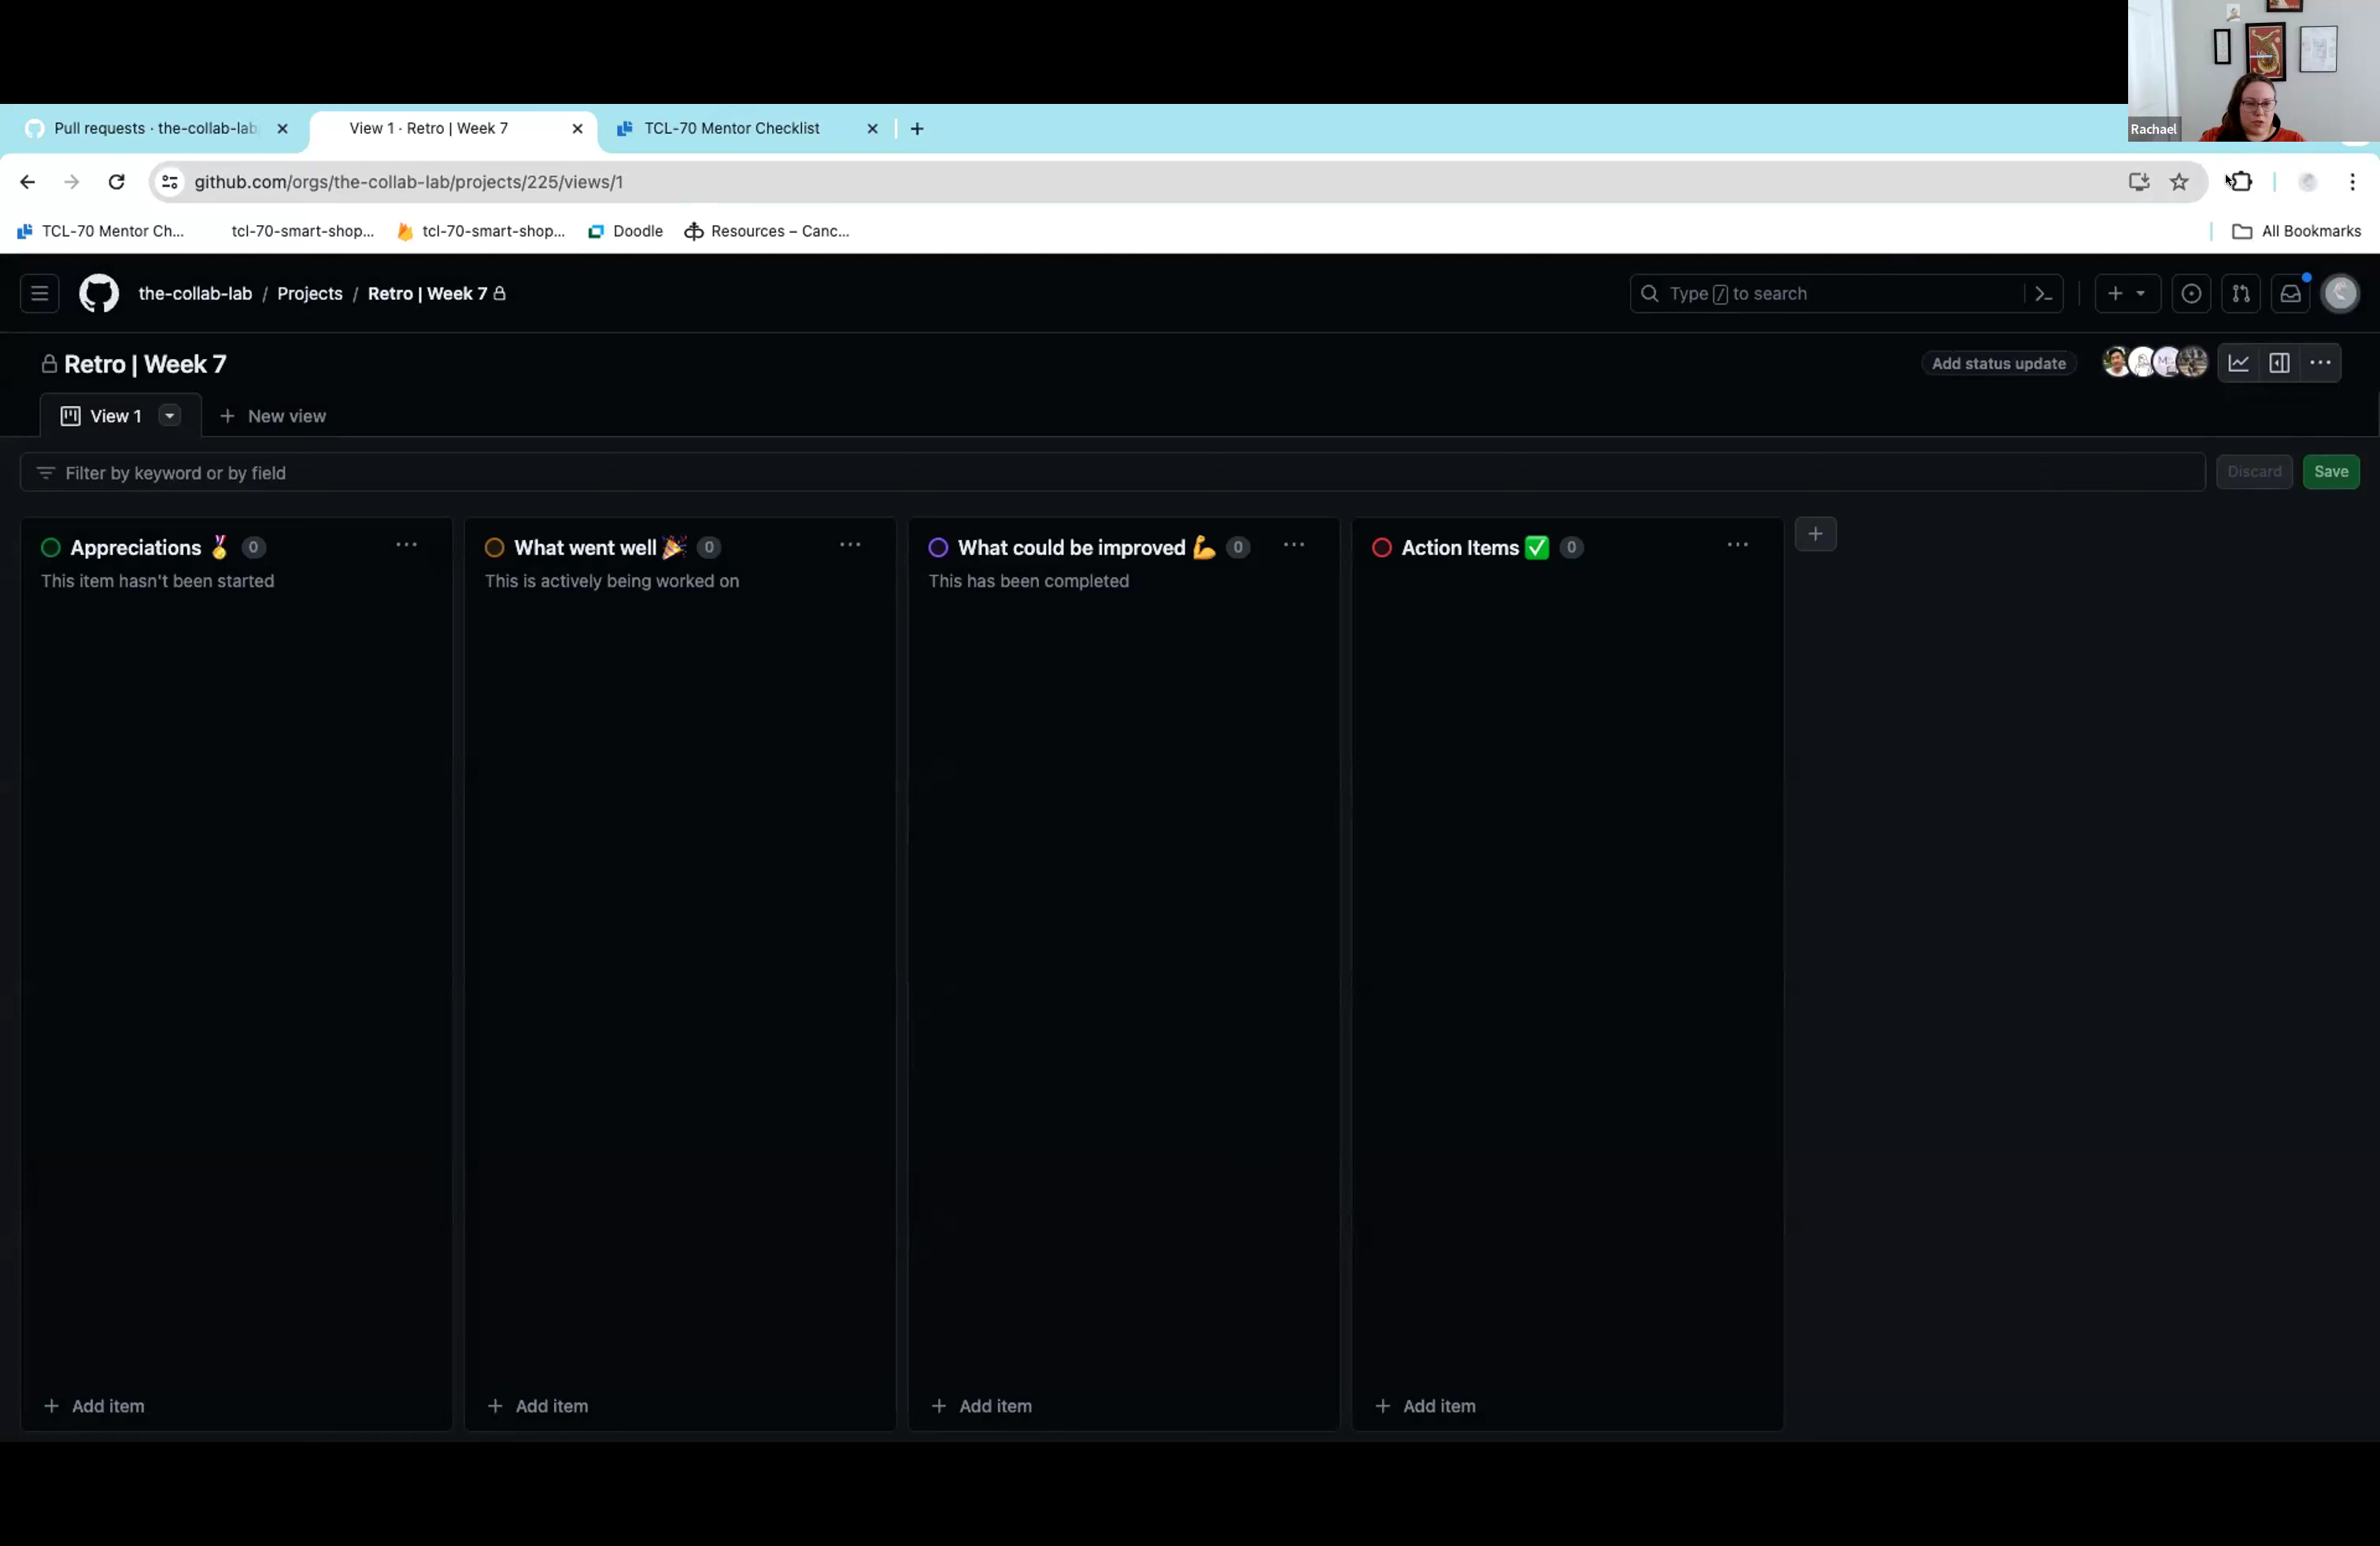 Rachael
Pull requests · the-collab-lab
View 1 · Retro | Week 7
TCL-70 Mentor Checklist
github.com/orgs/the-collab-lab/projects/225/views/1
TCL-70 Mentor Ch...
tcl-70-smart-shop...
tcl-70-smart-shop...
Doodle
Resources – Canc...
All Bookmarks
the-collab-lab / Projects / Retro | Week 7
Type / to search
Retro | Week 7
Add status update
View 1
New view
Filter by keyword or by field
Discard
Save
Appreciations 🏅 0
This item hasn't been started
What went well 🎉 0
This is actively being worked on
What could be improved 💪 0
This has been completed
Action Items ✅ 0
Add item
Add item
Add item
Add item